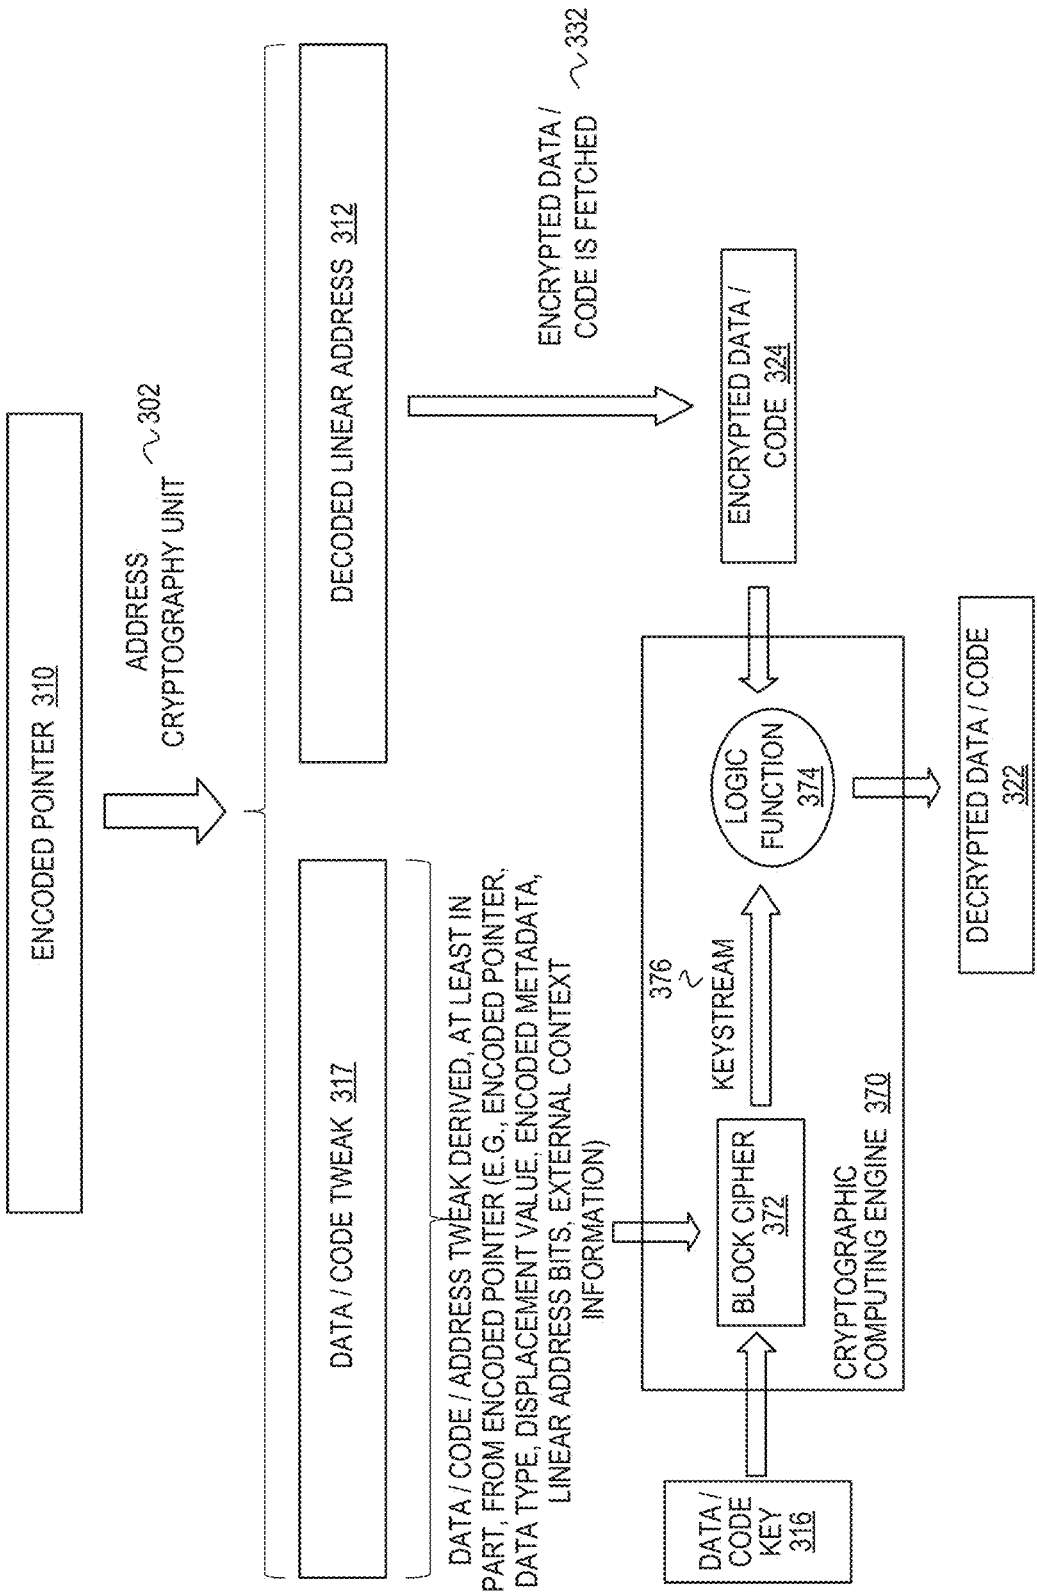 ENCODED POINTER 310
ADDRESS
CRYPTOGRAPHY UNIT
302
DATA / CODE TWEAK 317
DECODED LINEAR ADDRESS 312
DATA / CODE / ADDRESS TWEAK DERIVED, AT LEAST IN
PART, FROM ENCODED POINTER (E.G., ENCODED POINTER,
DATA TYPE, DISPLACEMENT VALUE, ENCODED METADATA,
LINEAR ADDRESS BITS, EXTERNAL CONTEXT
INFORMATION)
ENCRYPTED DATA /
CODE IS FETCHED
332
DATA /
CODE
KEY
316
BLOCK CIPHER
372
376
KEYSTREAM
LOGIC
FUNCTION
374
ENCRYPTED DATA /
CODE 324
CRYPTOGRAPHIC
COMPUTING ENGINE 370
DECRYPTED DATA / CODE
322